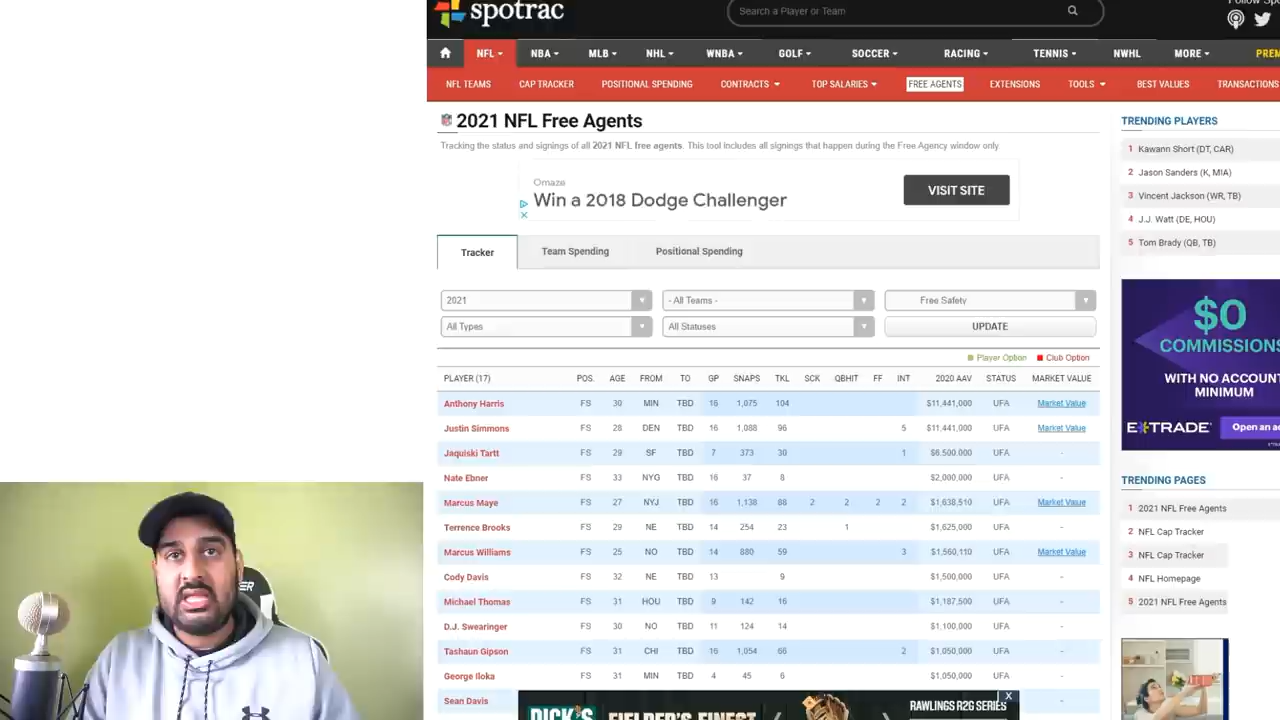 spotrac
Search a Player or Team
NFL NBA MLB NHL WNBA GOLF SOCCER RACING TENNIS NWHL MORE
NFL TEAMS CAP TRACKER POSITIONAL SPENDING CONTRACTS TOP SALARIES FREE AGENTS EXTENSIONS TOOLS BEST VALUES TRANSACTIONS
2021 NFL Free Agents
Tracking the status and signings of all 2021 NFL free agents. This tool includes all signings that happen during the Free Agency window only
Omaze
Win a 2018 Dodge Challenger
VISIT SITE
Tracker Team Spending Positional Spending
2021 - All Teams - Free Safety
All Types All Statuses UPDATE
Player Option Club Option
PLAYER (17) POS. AGE FROM TO GP SNAPS TKL SCK QBHIT FF INT 2020 AAV STATUS MARKET VALUE
Anthony Harris FS 30 MIN TBD 16 1,075 104 $11,441,000 UFA Market Value
Justin Simmons FS 28 DEN TBD 16 1,088 96 5 $11,441,000 UFA Market Value
Jaquiski Tartt FS 29 SF TBD 7 373 30 1 $6,500,000 UFA -
Nate Ebner FS 33 NYG TBD 16 37 8 $2,000,000 UFA -
Marcus Maye FS 27 NYJ TBD 16 1,138 88 2 2 2 2 $1,638,510 UFA Market Value
Terrence Brooks FS 29 NE TBD 14 254 23 1 $1,625,000 UFA -
Marcus Williams FS 25 NO TBD 14 880 59 3 $1,560,110 UFA Market Value
Cody Davis FS 32 NE TBD 13 9 $1,500,000 UFA -
Michael Thomas FS 31 HOU TBD 9 142 16 $1,187,500 UFA -
D.J. Swearinger FS 30 NO TBD 11 124 14 $1,100,000 UFA -
Tashaun Gipson FS 31 CHI TBD 16 1,054 66 2 $1,050,000 UFA -
George Iloka FS 31 MIN TBD 4 45 6 $1,050,000 UFA -
Sean Davis
DICK'S FIELDER'S FINEST RAWLINGS R2G SERIES X
TRENDING PLAYERS
1 Kawann Short (DT, CAR)
2 Jason Sanders (K, MIA)
3 Vincent Jackson (WR, TB)
4 J.J. Watt (DE, HOU)
5 Tom Brady (QB, TB)
$0
COMMISSIONS
WITH NO ACCOUNT
MINIMUM
E*TRADE Open an
TRENDING PAGES
1 2021 NFL Free Agents
2 NFL Cap Tracker
3 NFL Cap Tracker
4 NFL Homepage
5 2021 NFL Free Agents